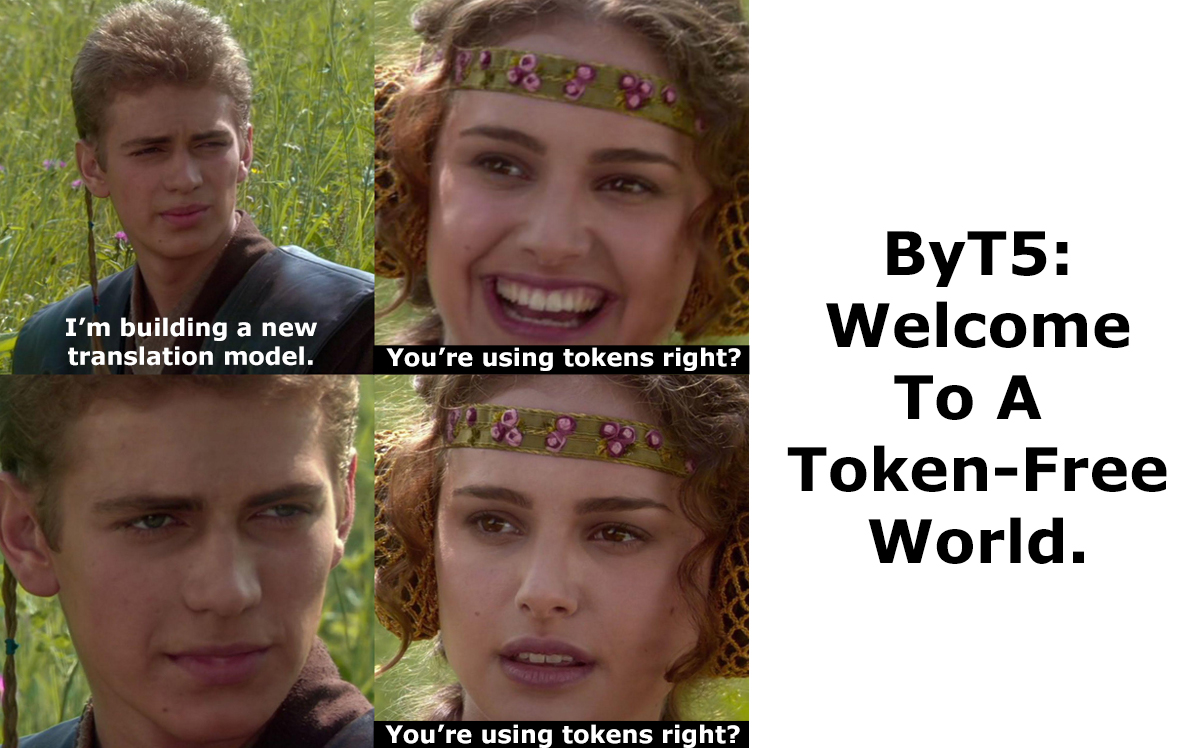 I’m building a new
translation model.
You’re using tokens right?
You’re using tokens right?
ByT5:
Welcome
To A
Token-Free
World.